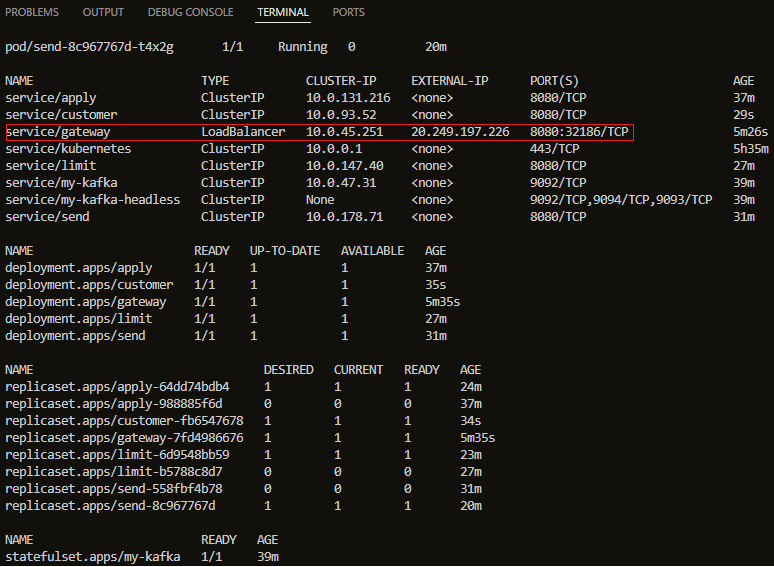 PROBLEMS OUTPUT DEBUG CONSOLE TERMINAL PORTS
pod/send-8c967767d-t4x2g 1/1 Running 0 20m
NAME TYPE CLUSTER-IP EXTERNAL-IP PORT(S) AGE
service/apply ClusterIP 10.0.131.216 <none> 8080/TCP 37m
service/customer ClusterIP 10.0.93.52 <none> 8080/TCP 29s
service/gateway LoadBalancer 10.0.45.251 20.249.197.226 8080:32186/TCP 5m26s
service/kubernetes ClusterIP 10.0.0.1 <none> 443/TCP 5h35m
service/limit ClusterIP 10.0.147.40 <none> 8080/TCP 27m
service/my-kafka ClusterIP 10.0.47.31 <none> 9092/TCP 39m
service/my-kafka-headless ClusterIP None <none> 9092/TCP,9094/TCP,9093/TCP 39m
service/send ClusterIP 10.0.178.71 <none> 8080/TCP 31m
NAME READY UP-TO-DATE AVAILABLE AGE
deployment.apps/apply 1/1 1 1 37m
deployment.apps/customer 1/1 1 1 35s
deployment.apps/gateway 1/1 1 1 5m35s
deployment.apps/limit 1/1 1 1 27m
deployment.apps/send 1/1 1 1 31m
NAME DESIRED CURRENT READY AGE
replicaset.apps/apply-64dd74bdb4 1 1 1 24m
replicaset.apps/apply-988885f6d 0 0 0 37m
replicaset.apps/customer-fb6547678 1 1 1 34s
replicaset.apps/gateway-7fd4986676 1 1 1 5m35s
replicaset.apps/limit-6d9548bb59 1 1 1 23m
replicaset.apps/limit-b5788c8d7 0 0 0 27m
replicaset.apps/send-558fbf4b78 0 0 0 31m
replicaset.apps/send-8c967767d 1 1 1 20m
NAME READY AGE
statefulset.apps/my-kafka 1/1 39m